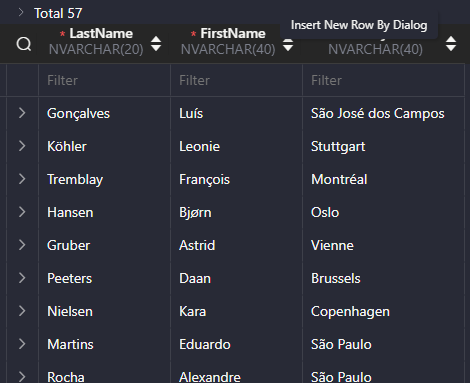 Total 57
Insert New Row By Dialog
* LastName * FirstName
NVARCHAR(20) NVARCHAR(40) NVARCHAR(40)
Filter Filter Filter
Gonçalves Luís São José dos Campos
Köhler Leonie Stuttgart
Tremblay François Montréal
Hansen Bjørn Oslo
Gruber Astrid Vienne
Peeters Daan Brussels
Nielsen Kara Copenhagen
Martins Eduardo São Paulo
Rocha Alexandre São Paulo